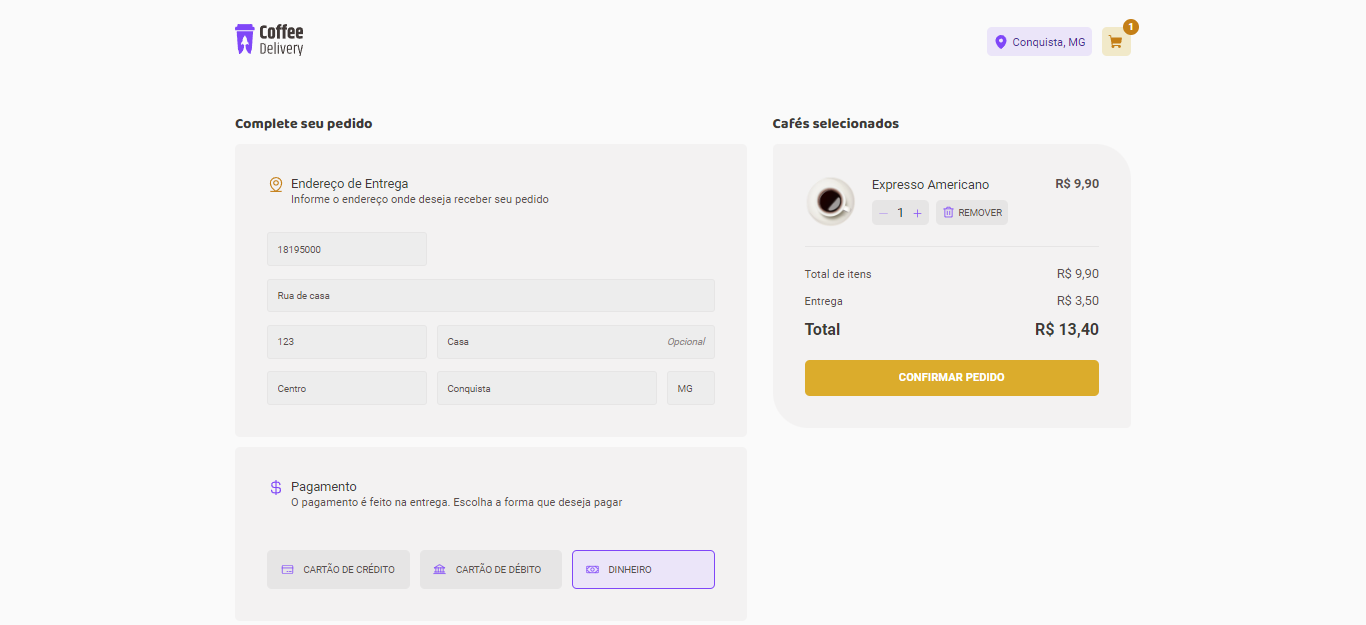 Coffee
Delivery
Conquista, MG
1
Complete seu pedido
Endereço de Entrega
Informe o endereço onde deseja receber seu pedido
18195000
Rua de casa
123
Casa
Opcional
Centro
Conquista
MG
Pagamento
O pagamento é feito na entrega. Escolha a forma que deseja pagar
CARTÃO DE CRÉDITO
CARTÃO DE DÉBITO
DINHEIRO
Cafés selecionados
Expresso Americano
R$ 9,90
1
REMOVER
Total de itens
R$ 9,90
Entrega
R$ 3,50
Total
R$ 13,40
CONFIRMAR PEDIDO